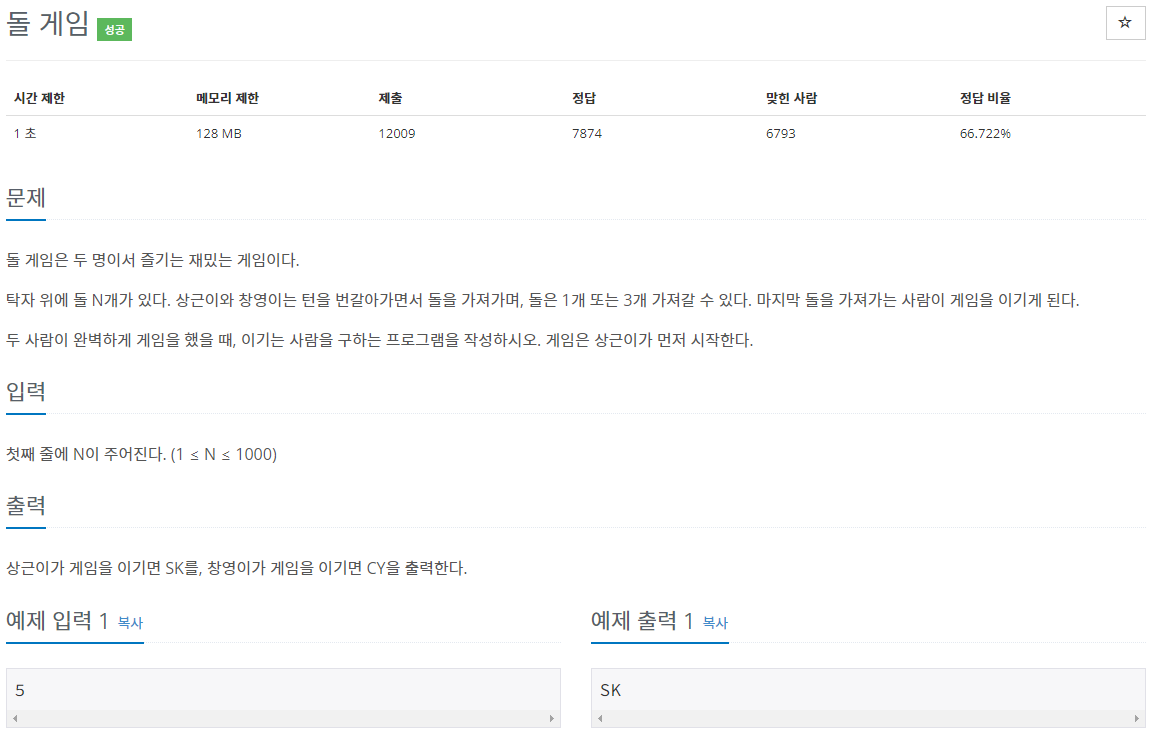 돌 게임 성공
☆
시간 제한 메모리 제한 제출 정답 맞힌 사람 정답 비율
1 초 128 MB 12009 7874 6793 66.722%
문제
돌 게임은 두 명이서 즐기는 재밌는 게임이다.
탁자 위에 돌 N개가 있다. 상근이와 창영이는 턴을 번갈아가면서 돌을 가져가며, 돌은 1개 또는 3개 가져갈 수 있다. 마지막 돌을 가져가는 사람이 게임을 이기게 된다.
두 사람이 완벽하게 게임을 했을 때, 이기는 사람을 구하는 프로그램을 작성하시오. 게임은 상근이가 먼저 시작한다.
입력
첫째 줄에 N이 주어진다. (1 ≤ N ≤ 1000)
출력
상근이가 게임을 이기면 SK를, 창영이가 게임을 이기면 CY을 출력한다.
예제 입력 1 복사
5
예제 출력 1 복사
SK